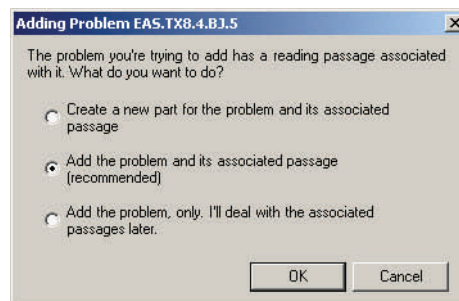 Adding Problem EAS.TX8.4.BJ.5
The problem you're trying to add has a reading passage associated
with it. What do you want to do?
Create a new part for the problem and its associated
passage
Add the problem and its associated passage
(recommended)
Add the problem, only. I'll deal with the associated
passages later.
OK Cancel